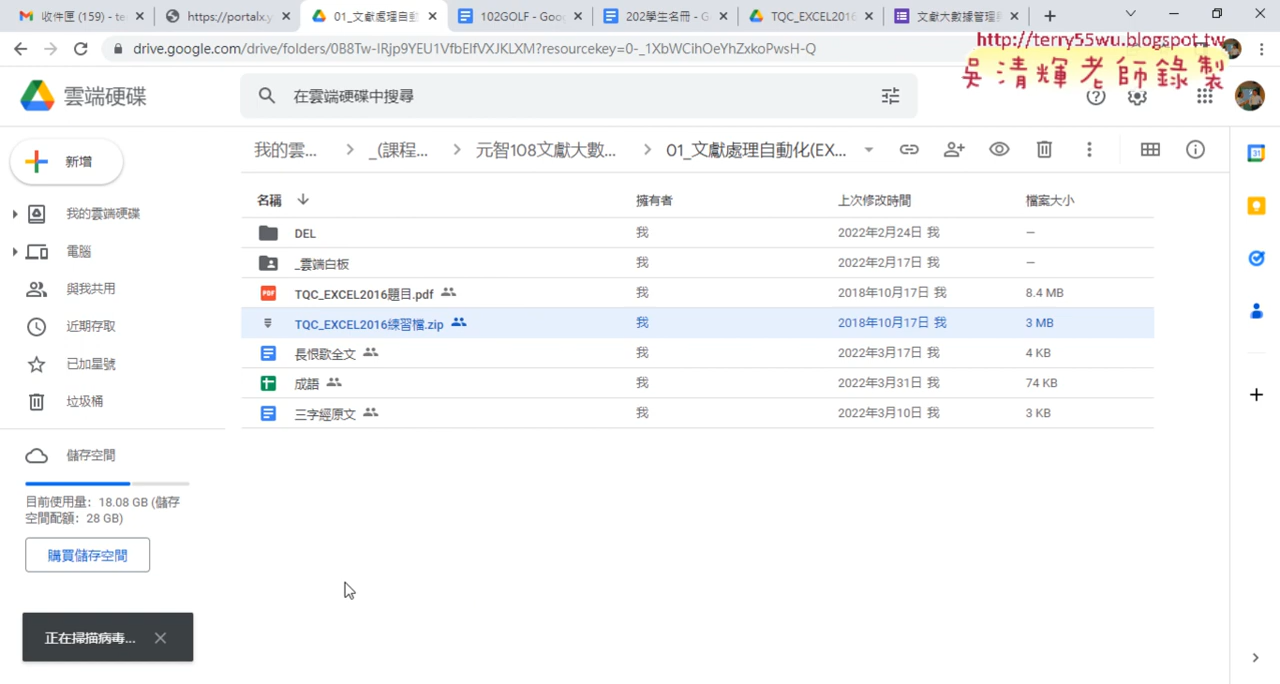 收件匣 (159) - te
https://portalx.y
01_文獻處理自動
102GOLF - Goo
202學生名冊 - G
TQC_EXCEL2016
文獻大數據管理
drive.google.com/drive/folders/0B8Tw-IRjp9YEU1VfbElfVXJKLXM?resourcekey=0-_1XbWCihOeYhZxkoPwsH-Q
http://terry55wu.blogspot.tw
吳清輝老師錄製
雲端硬碟
在雲端硬碟中搜尋
新增
我的雲端硬碟
電腦
與我共用
近期存取
已加星號
垃圾桶
儲存空間
目前使用量: 18.08 GB (儲存
空間配額: 28 GB)
購買儲存空間
正在掃描病毒...
我的雲... > _(課程... > 元智108文獻大數... > 01_文獻處理自動化(EX...
名稱 擁有者 上次修改時間 檔案大小
DEL 我 2022年2月24日 我 –
_雲端白板 我 2022年2月17日 我 –
PDF TQC_EXCEL2016題目.pdf 我 2018年10月17日 我 8.4 MB
TQC_EXCEL2016練習檔.zip 我 2018年10月17日 我 3 MB
長恨歌全文 我 2022年3月17日 我 4 KB
成語 我 2022年3月31日 我 74 KB
三字經原文 我 2022年3月10日 我 3 KB
31